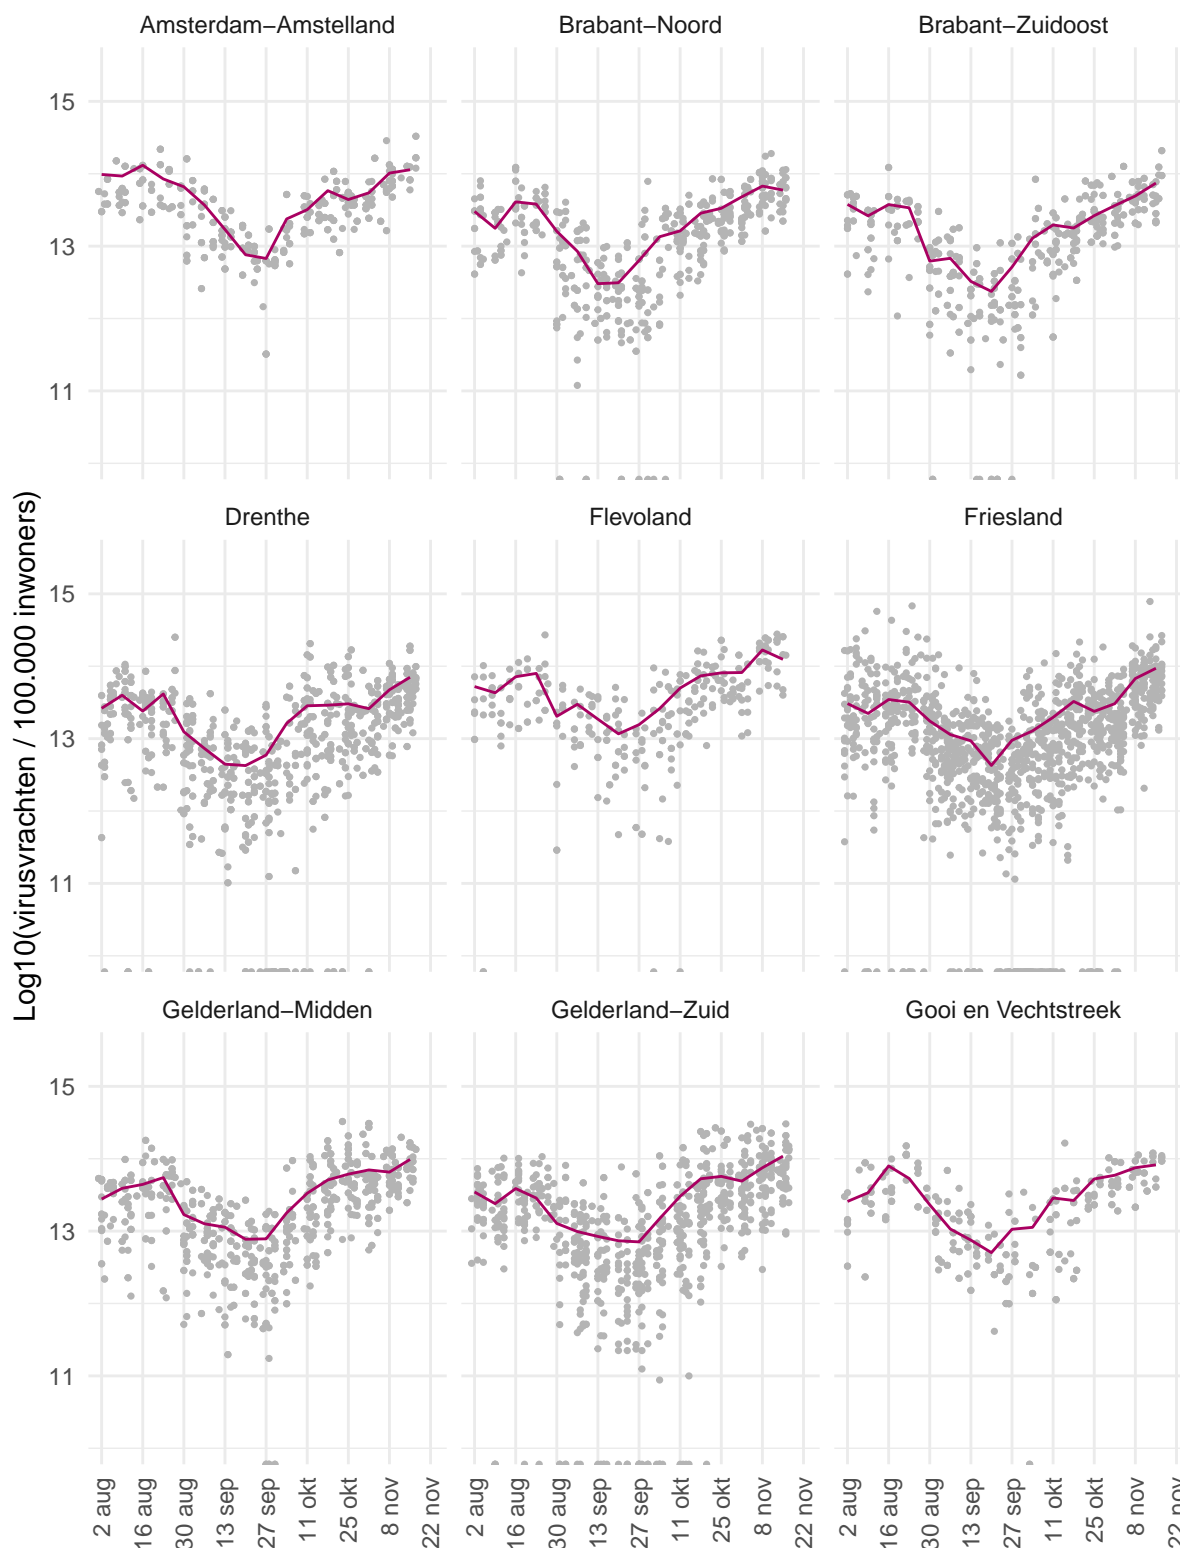 Amsterdam−Amstelland
Brabant−Noord
Brabant−Zuidoost
15
13
11
Drenthe
Flevoland
Friesland
15
13
11
Log10(virusvrachten / 100.000 inwoners)
Gelderland−Midden
Gelderland−Zuid
Gooi en Vechtstreek
15
13
11
2 aug
16 aug
30 aug
13 sep
27 sep
11 okt
25 okt
8 nov
22 nov
2 aug
16 aug
30 aug
13 sep
27 sep
11 okt
25 okt
8 nov
22 nov
2 aug
16 aug
30 aug
13 sep
27 sep
11 okt
25 okt
8 nov
22 nov